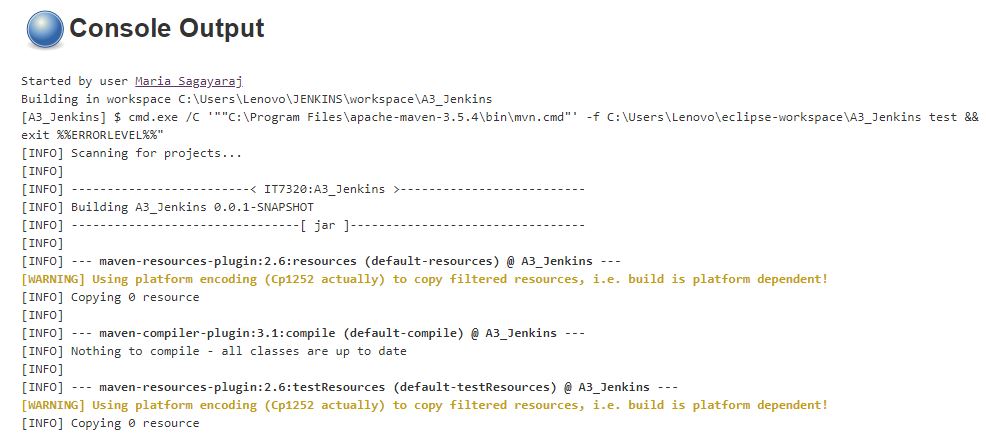 Console Output
Started by user Maria Sagayaraj
Building in workspace C:\Users\Lenovo\JENKINS\workspace\A3_Jenkins
[A3_Jenkins] $ cmd.exe /C '""C:\Program Files\apache-maven-3.5.4\bin\mvn.cmd"' -f C:\Users\Lenovo\eclipse-workspace\A3_Jenkins test &&
exit %%ERRORLEVEL%%"
[INFO] Scanning for projects...
[INFO]
[INFO] -------------------------< IT7320:A3_Jenkins >--------------------------
[INFO] Building A3_Jenkins 0.0.1-SNAPSHOT
[INFO] --------------------------------[ jar ]---------------------------------
[INFO]
[INFO] --- maven-resources-plugin:2.6:resources (default-resources) @ A3_Jenkins ---
[WARNING] Using platform encoding (Cp1252 actually) to copy filtered resources, i.e. build is platform dependent!
[INFO] Copying 0 resource
[INFO]
[INFO] --- maven-compiler-plugin:3.1:compile (default-compile) @ A3_Jenkins ---
[INFO] Nothing to compile - all classes are up to date
[INFO]
[INFO] --- maven-resources-plugin:2.6:testResources (default-testResources) @ A3_Jenkins ---
[WARNING] Using platform encoding (Cp1252 actually) to copy filtered resources, i.e. build is platform dependent!
[INFO] Copying 0 resource